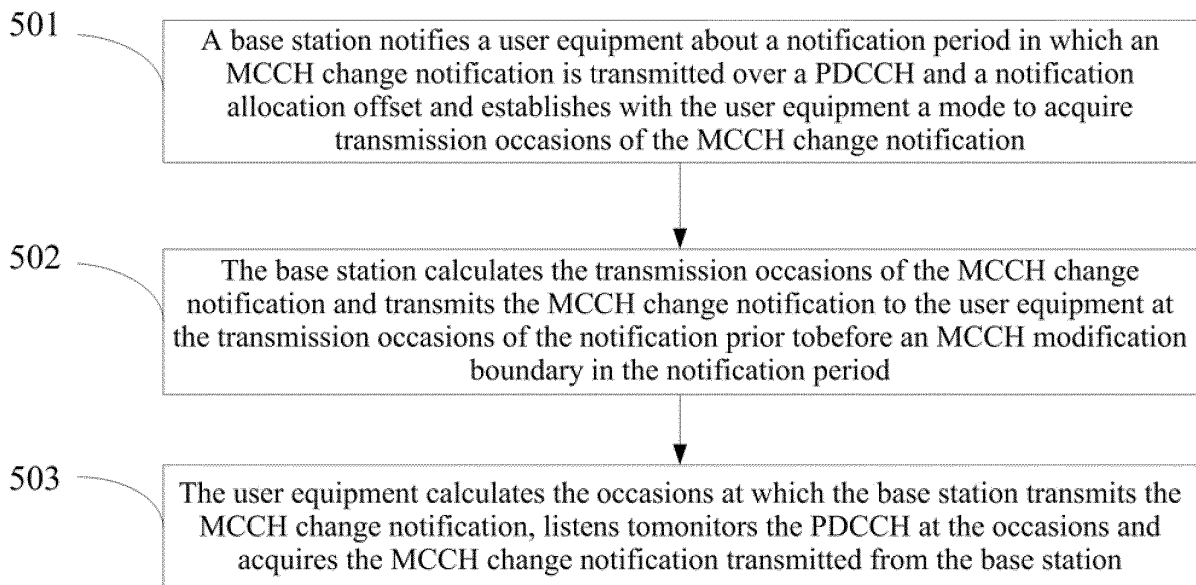 501
A base station notifies a user equipment about a notification period in which an
MCCH change notification is transmitted over a PDCCH and a notification
allocation offset and establishes with the user equipment a mode to acquire
transmission occasions of the MCCH change notification
502
The base station calculates the transmission occasions of the MCCH change
notification and transmits the MCCH change notification to the user equipment at
the transmission occasions of the notification prior tobefore an MCCH modification
boundary in the notification period
503
The user equipment calculates the occasions at which the base station transmits the
MCCH change notification, listens tomonitors the PDCCH at the occasions and
acquires the MCCH change notification transmitted from the base station